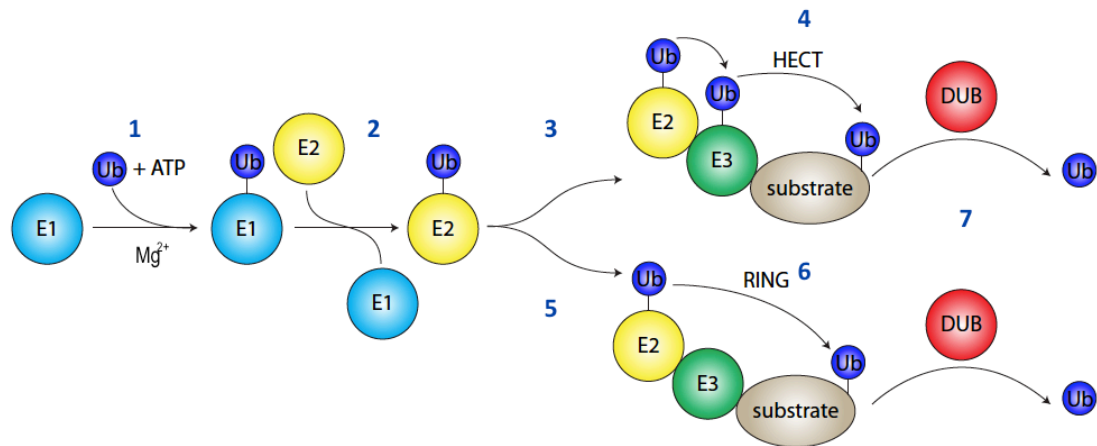 1
Ub + ATP
E1
Mg2+
Ub
E1
E2
2
E1
Ub
E2
3
4
Ub
HECT
Ub
E2
E3
Ub
substrate
DUB
Ub
7
5
Ub
RING
6
E2
E3
Ub
substrate
DUB
Ub